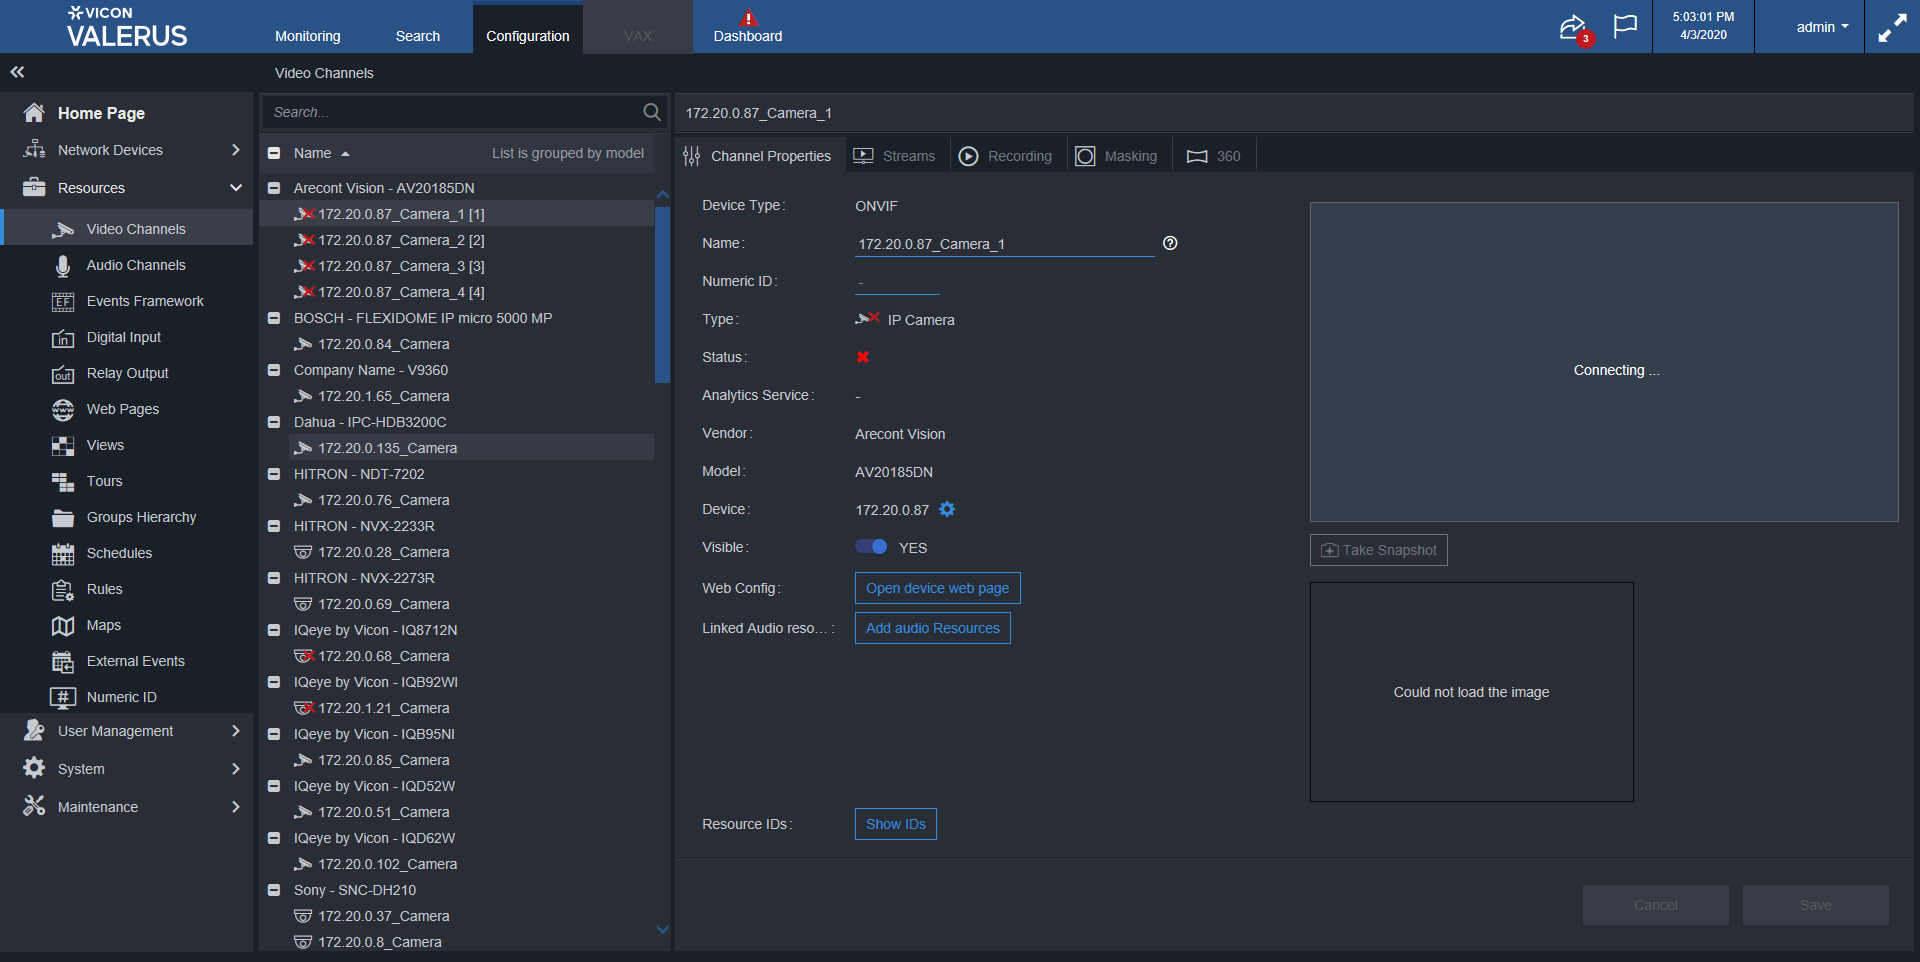 VICON
VALERUS
Monitoring
Search
Configuration
VAX
Dashboard
3
5:03:01 PM
4/3/2020
admin
Video Channels
Home Page
Network Devices
Resources
Video Channels
Audio Channels
EF
Events Framework
in
Digital Input
out
Relay Output
www
Web Pages
Views
Tours
Groups Hierarchy
Schedules
Rules
Maps
External Events
#
Numeric ID
User Management
System
Maintenance
Search...
Name
List is grouped by model
Arecont Vision - AV20185DN
172.20.0.87_Camera_1 [1]
172.20.0.87_Camera_2 [2]
172.20.0.87_Camera_3 [3]
172.20.0.87_Camera_4 [4]
BOSCH - FLEXIDOME IP micro 5000 MP
172.20.0.84_Camera
Company Name - V9360
172.20.1.65_Camera
Dahua - IPC-HDB3200C
172.20.0.135_Camera
HITRON - NDT-7202
172.20.0.76_Camera
HITRON - NVX-2233R
172.20.0.28_Camera
HITRON - NVX-2273R
172.20.0.69_Camera
IQeye by Vicon - IQ8712N
172.20.0.68_Camera
IQeye by Vicon - IQB92WI
172.20.1.21_Camera
IQeye by Vicon - IQB95NI
172.20.0.85_Camera
IQeye by Vicon - IQD52W
172.20.0.51_Camera
IQeye by Vicon - IQD62W
172.20.0.102_Camera
Sony - SNC-DH210
172.20.0.37_Camera
172.20.0.8_Camera
172.20.0.87_Camera_1
Channel Properties
Streams
Recording
Masking
360
Device Type: ONVIF
Name: 172.20.0.87_Camera_1
Numeric ID: -
Type: IP Camera
Status:
Analytics Service: -
Vendor: Arecont Vision
Model: AV20185DN
Device: 172.20.0.87
Visible: YES
Web Config: Open device web page
Linked Audio reso... : Add audio Resources
Resource IDs: Show IDs
Connecting ...
Take Snapshot
Could not load the image
Cancel
Save